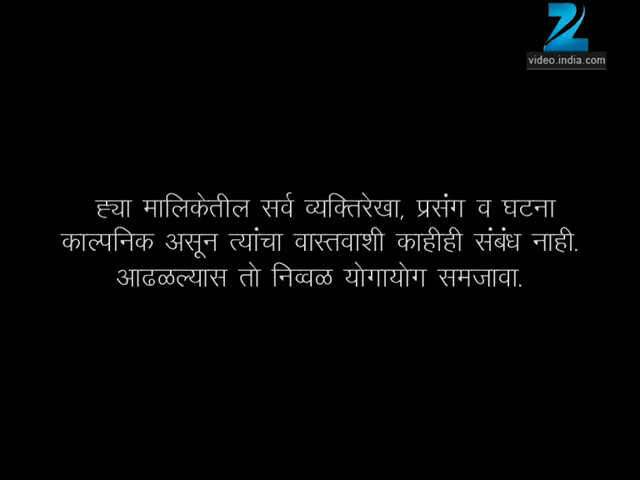 Z
video.india.com
ह्या मालिकेतील सर्व व्यक्तिरेखा, प्रसंग व घटना
काल्पनिक असून त्यांचा वास्तवाशी काहीही संबंध नाही.
आढळल्यास तो निव्वळ योगायोग समजावा.